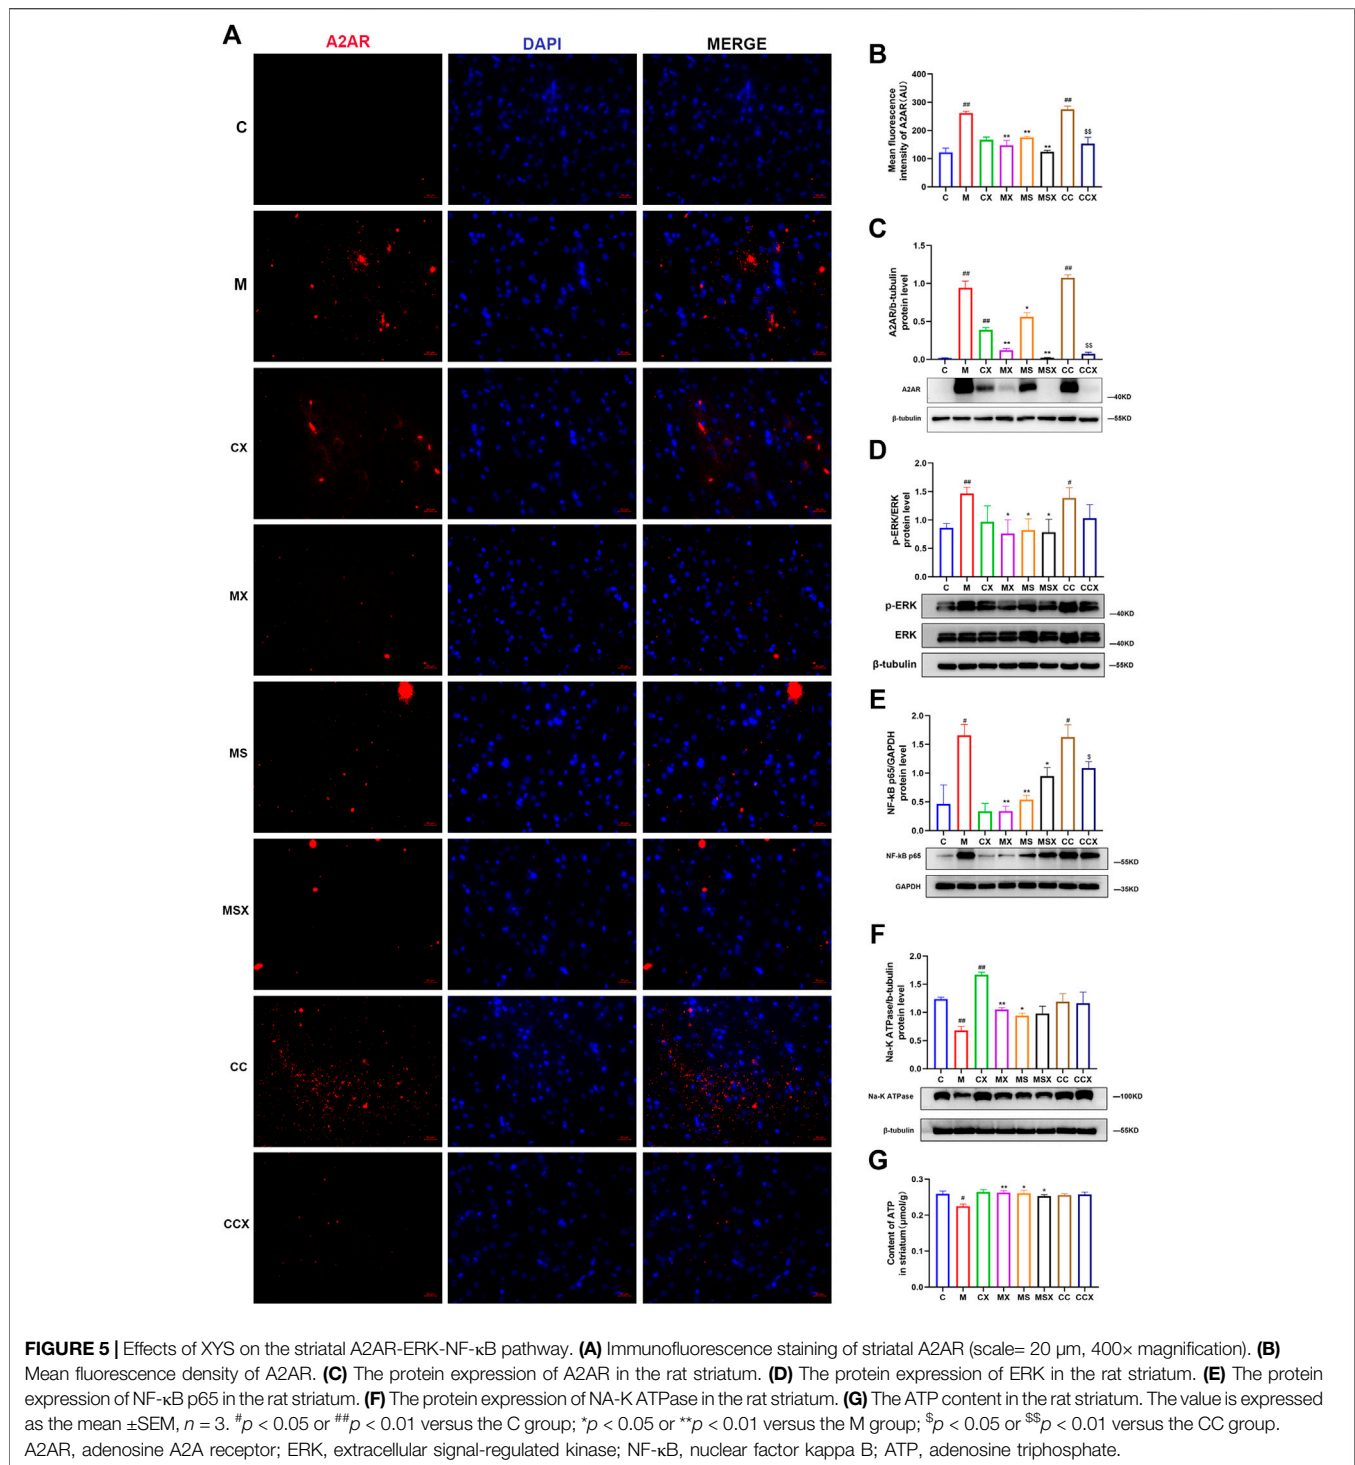 A
A2AR DAPI MERGE
C
M
CX
MX
MS
MSX
CC
CCX
B
Mean fluorescence
intensity of A2AR(AU)
400
300
200
100
0
## ** ** ** ## $$
C M CX MX MS MSX CC CCX
C
A2AR/b-tubulin
protein level
1.5
1.0
0.5
0.0
## ## ** * ** ## $$
C M CX MX MS MSX CC CCX
A2AR —40KD
β-tubulin —55KD
D
p-ERK/ERK
protein level
2.0
1.5
1.0
0.5
0.0
## * * * #
C M CX MX MS MSX CC CCX
p-ERK —40KD
ERK —40KD
β-tubulin —55KD
E
NF-kB p65/GAPDH
protein level
2.0
1.5
1.0
0.5
0.0
# ** ** * # $
C M CX MX MS MSX CC CCX
NF-kB p65 —55KD
GAPDH —35KD
F
Na-K ATPase/b-tubulin
protein level
2.0
1.5
1.0
0.5
0.0
## ## ** *
C M CX MX MS MSX CC CCX
Na-K ATPase —100KD
β-tubulin —55KD
G
Content of ATP
in striatum(μmol/g)
0.3
0.2
0.1
0.0
# ** * *
C M CX MX MS MSX CC CCX
FIGURE 5 | Effects of XYS on the striatal A2AR-ERK-NF-κB pathway. (A) Immunofluorescence staining of striatal A2AR (scale= 20 μm, 400× magnification). (B)
Mean fluorescence density of A2AR. (C) The protein expression of A2AR in the rat striatum. (D) The protein expression of ERK in the rat striatum. (E) The protein
expression of NF-κB p65 in the rat striatum. (F) The protein expression of NA-K ATPase in the rat striatum. (G) The ATP content in the rat striatum. The value is expressed
as the mean ±SEM, n = 3. #p < 0.05 or ##p < 0.01 versus the C group; *p < 0.05 or **p < 0.01 versus the M group; $p < 0.05 or $$p < 0.01 versus the CC group.
A2AR, adenosine A2A receptor; ERK, extracellular signal-regulated kinase; NF-κB, nuclear factor kappa B; ATP, adenosine triphosphate.